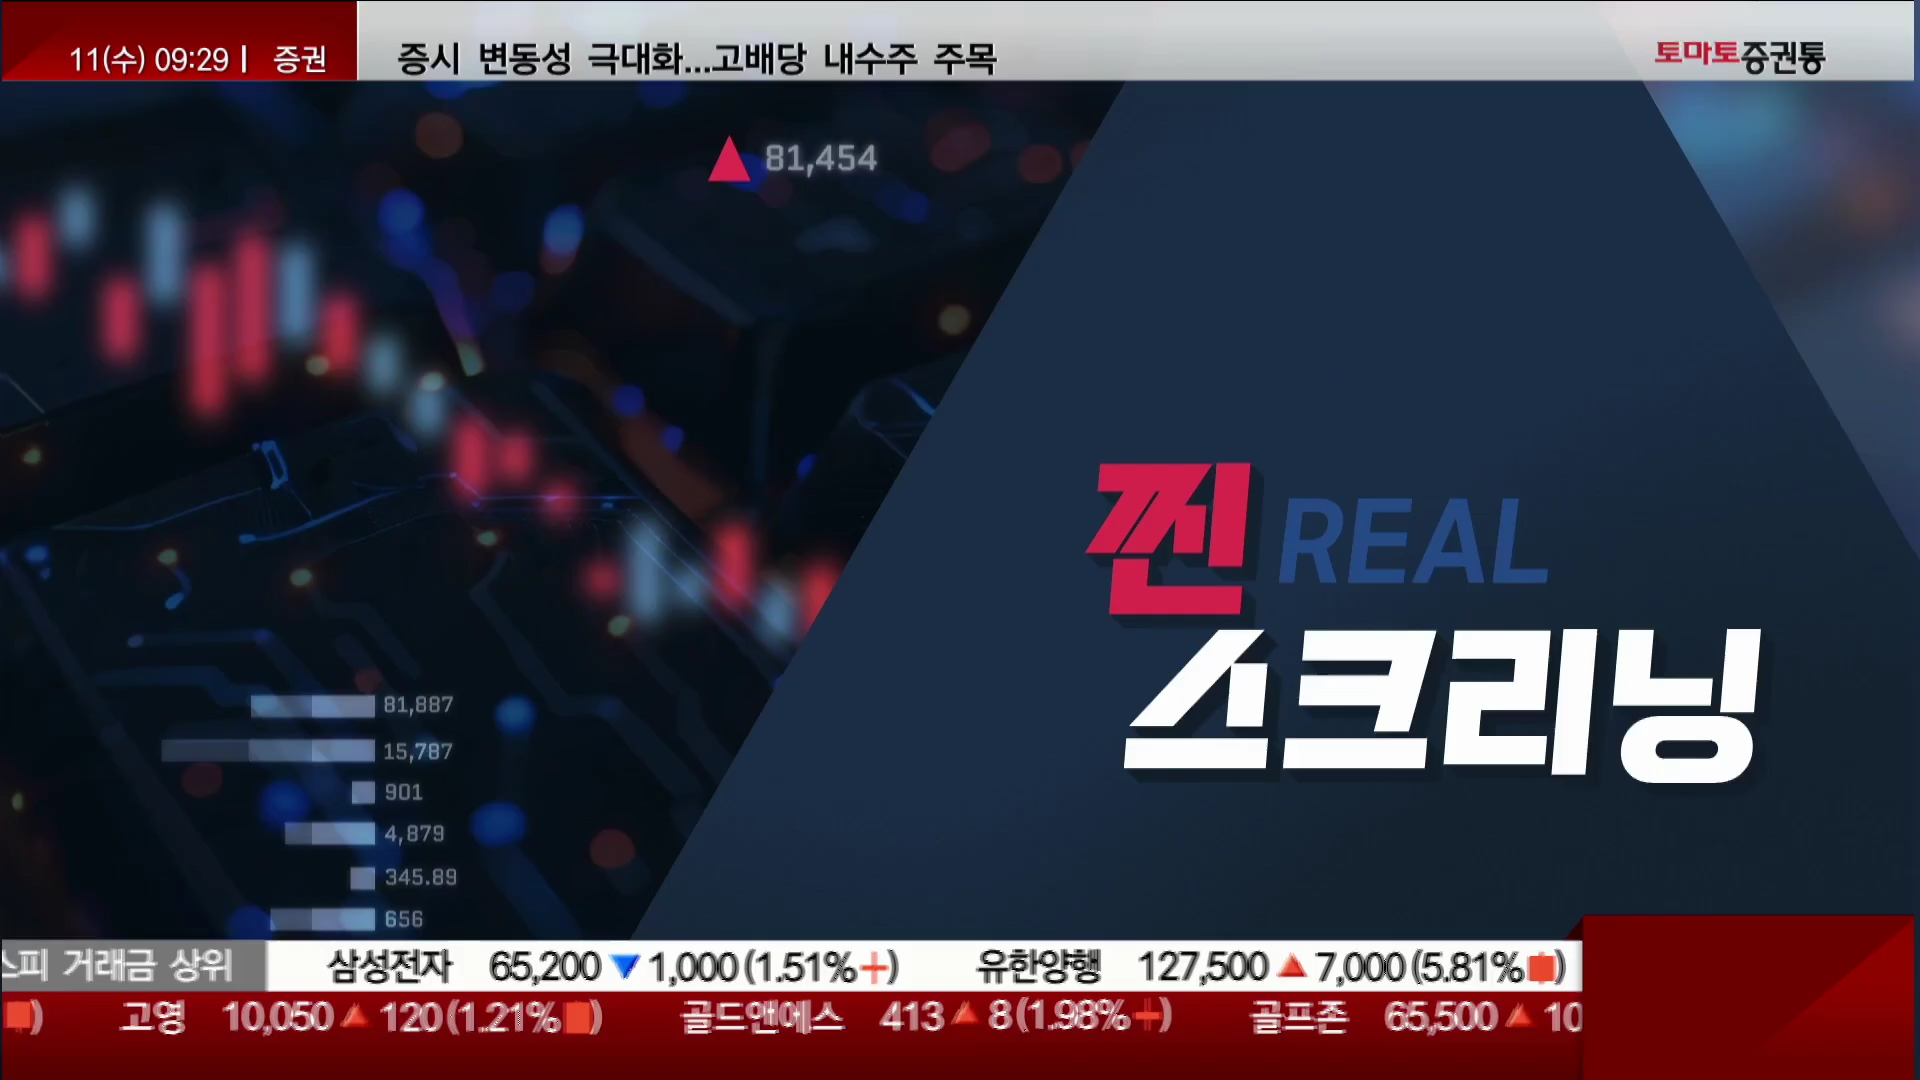 11(수) 09:29 | 증권
증시 변동성 극대화...고배당 내수주 주목
토마토증권통
▲ 81,454
찐 REAL
스크리닝
81,887
15,787
901
4,879
345.89
656
스피 거래금 상위 삼성전자 65,200 ▼ 1,000 (1.51%+) 유한양행 127,500 ▲ 7,000 (5.81%■)
■) 고영 10,050 ▲ 120 (1.21%■) 골드앤에스 413 ▲ 8 (1.98%+) 골프존 65,500 ▲ 10